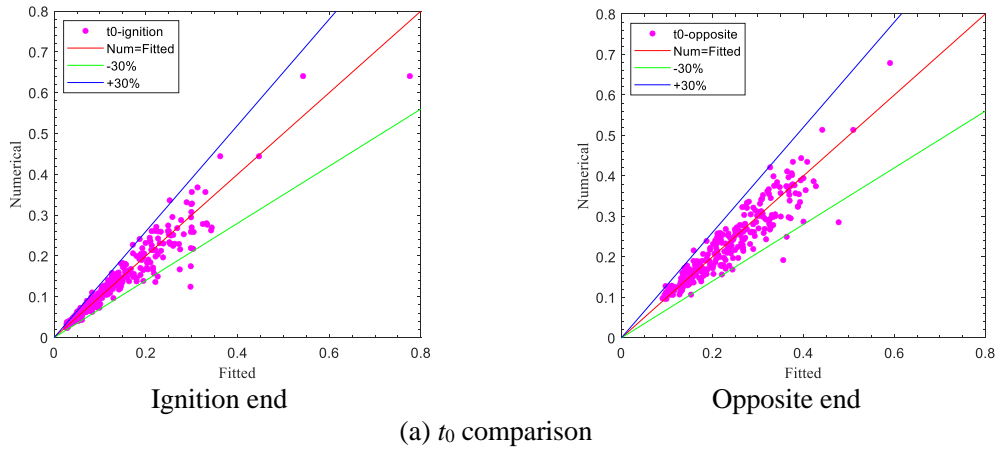 0.8
0.7
0.6
0.5
0.4
0.3
0.2
0.1
0
Numerical
t0-ignition
Num=Fitted
-30%
+30%
0 0.2 0.4 0.6 0.8
Fitted
Ignition end
0.8
0.7
0.6
0.5
0.4
0.3
0.2
0.1
0
Numerical
t0-opposite
Num=Fitted
-30%
+30%
0 0.2 0.4 0.6 0.8
Fitted
Opposite end
(a) t0 comparison